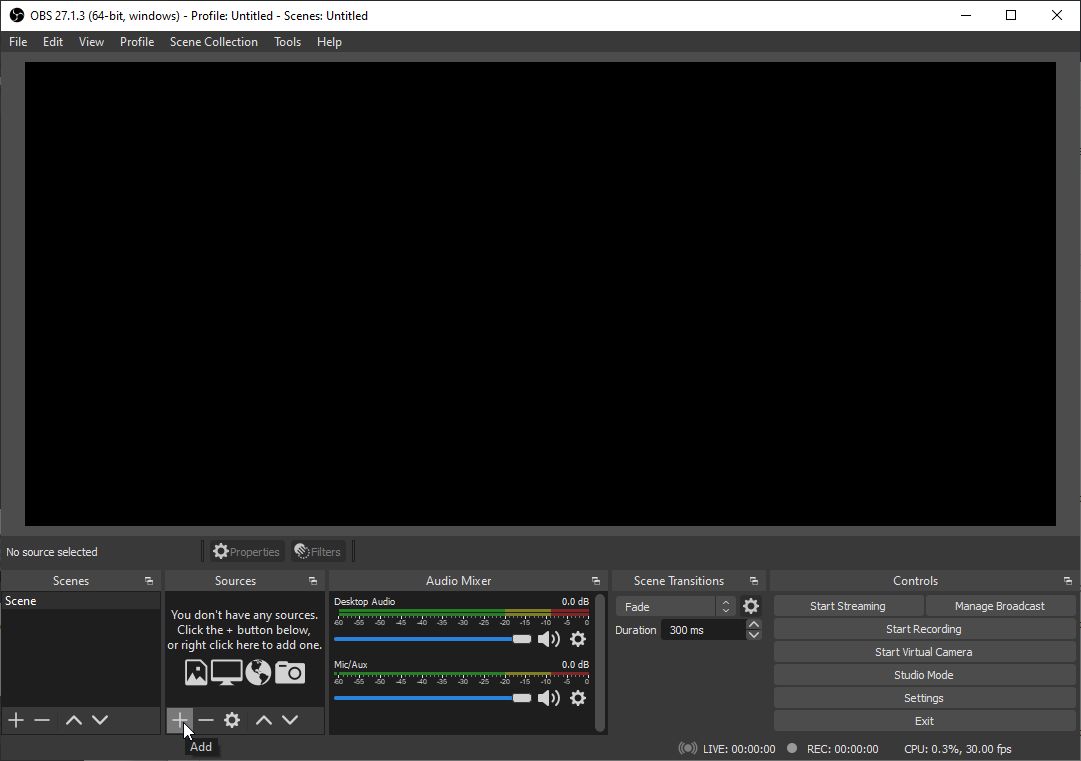 OBS 27.1.3 (64-bit, windows) - Profile: Untitled - Scenes: Untitled
File Edit View Profile Scene Collection Tools Help
No source selected Properties Filters
Scenes
Scene
Sources
You don't have any sources.
Click the + button below,
or right click here to add one.
Add
Audio Mixer
Desktop Audio 0.0 dB
-60 -55 -50 -45 -40 -35 -30 -25 -20 -15 -10 -5 0
Mic/Aux 0.0 dB
-60 -55 -50 -45 -40 -35 -30 -25 -20 -15 -10 -5 0
Scene Transitions
Fade
Duration 300 ms
Controls
Start Streaming Manage Broadcast
Start Recording
Start Virtual Camera
Studio Mode
Settings
Exit
LIVE: 00:00:00 REC: 00:00:00 CPU: 0.3%, 30.00 fps